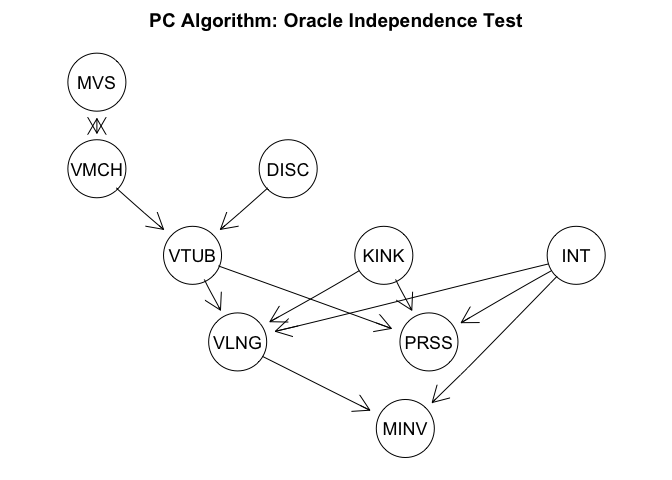 PC Algorithm: Oracle Independence Test
MVS
VMCH
DISC
VTUB
KINK
INT
VLNG
PRSS
MINV